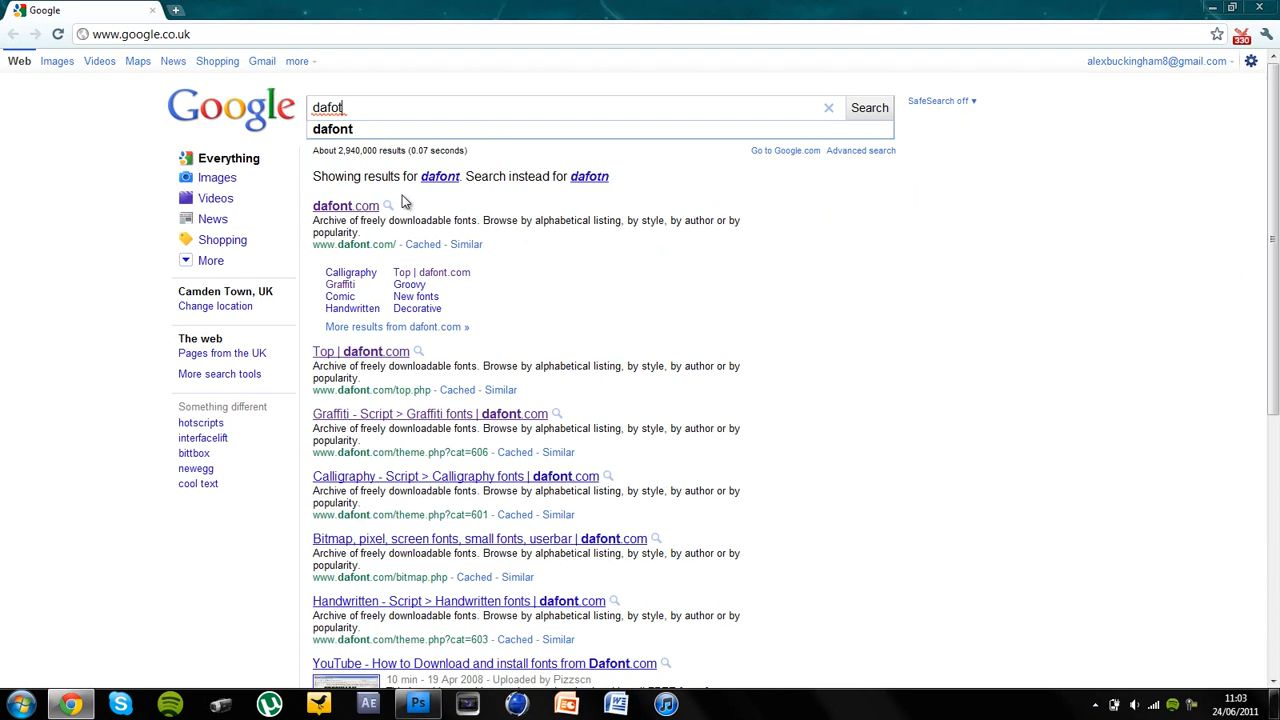 Google
www.google.co.uk
330
Web Images Videos Maps News Shopping Gmail more
alexbuckingham8@gmail.com
Google
dafot
Search
SafeSearch off ▼
dafont
About 2,940,000 results (0.07 seconds)
Go to Google.com Advanced search
Everything
Images
Videos
News
Shopping
More
Camden Town, UK
Change location
The web
Pages from the UK
More search tools
Something different
hotscripts
interfacelift
bittbox
newegg
cool text
Showing results for dafont. Search instead for dafotn
dafont.com
Archive of freely downloadable fonts. Browse by alphabetical listing, by style, by author or by
popularity.
www.dafont.com/ - Cached - Similar
Calligraphy Top | dafont.com
Graffiti Groovy
Comic New fonts
Handwritten Decorative
More results from dafont.com »
Top | dafont.com
Archive of freely downloadable fonts. Browse by alphabetical listing, by style, by author or by
popularity.
www.dafont.com/top.php - Cached - Similar
Graffiti - Script > Graffiti fonts | dafont.com
Archive of freely downloadable fonts. Browse by alphabetical listing, by style, by author or by
popularity.
www.dafont.com/theme.php?cat=606 - Cached - Similar
Calligraphy - Script > Calligraphy fonts | dafont.com
Archive of freely downloadable fonts. Browse by alphabetical listing, by style, by author or by
popularity.
www.dafont.com/theme.php?cat=601 - Cached - Similar
Bitmap, pixel, screen fonts, small fonts, userbar | dafont.com
Archive of freely downloadable fonts. Browse by alphabetical listing, by style, by author or by
popularity.
www.dafont.com/bitmap.php - Cached - Similar
Handwritten - Script > Handwritten fonts | dafont.com
Archive of freely downloadable fonts. Browse by alphabetical listing, by style, by author or by
popularity.
www.dafont.com/theme.php?cat=603 - Cached - Similar
YouTube - How to Download and install fonts from Dafont.com
10 min - 19 Apr 2008 - Uploaded by Pizzscn
Ps
Ae
11:03
24/06/2011